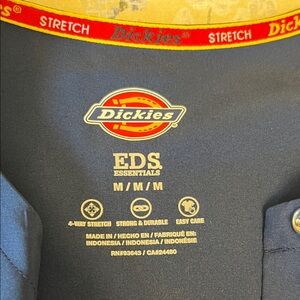 s® STRETCH Dickies® STRETCH Dick
Dickies
EDS
ESSENTIALS
M / M / M
4-WAY STRETCH STRONG & DURABLE EASY CARE
MADE IN / HECHO EN / FABRIQUÉ EN:
INDONESIA / INDONESIA / INDONÉSIE
RN#93643 / CA#24480